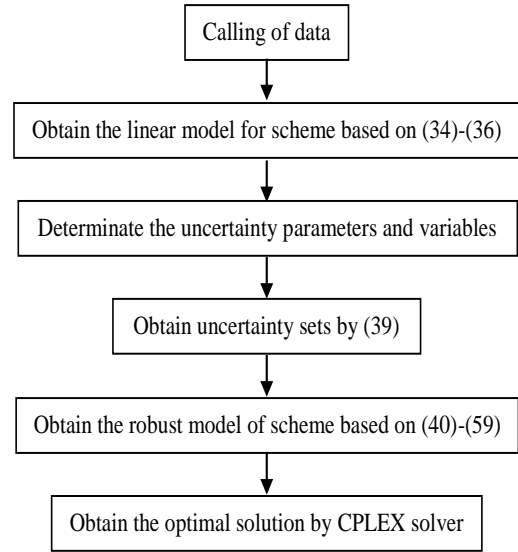 Calling of data
Obtain the linear model for scheme based on (34)-(36)
Determinate the uncertainty parameters and variables
Obtain uncertainty sets by (39)
Obtain the robust model of scheme based on (40)-(59)
Obtain the optimal solution by CPLEX solver